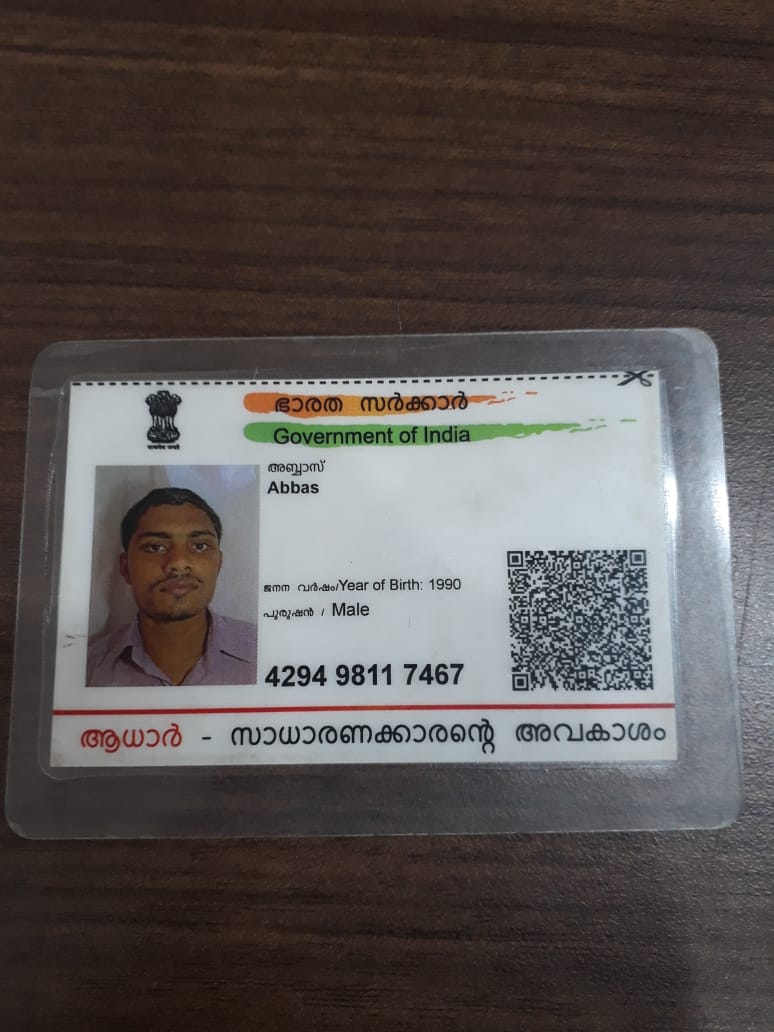 ഭാരത സർക്കാർ
Government of India
അബ്ബാസ്
Abbas
ജനന വർഷം/Year of Birth: 1990
പുരുഷൻ / Male
4294 9811 7467
ആധാർ - സാധാരണക്കാരന്റെ അവകാശം